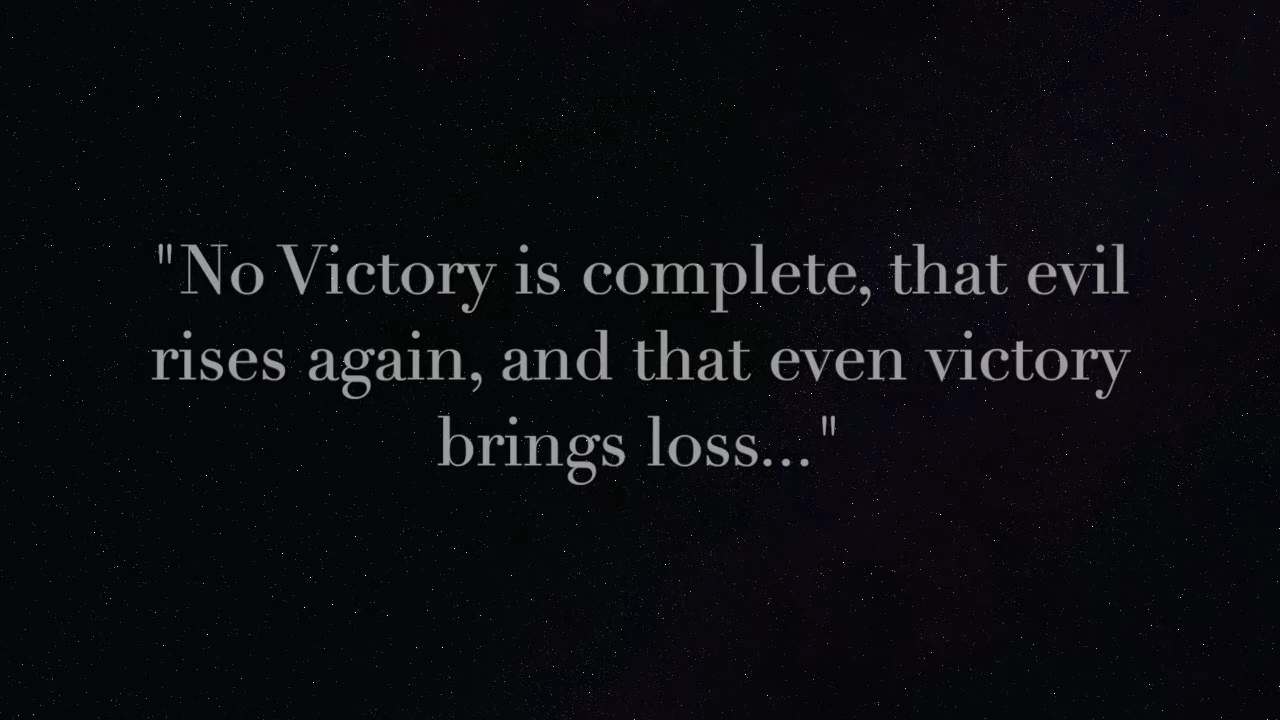 "No Victory is complete, that evil
rises again, and that even victory
brings loss..."